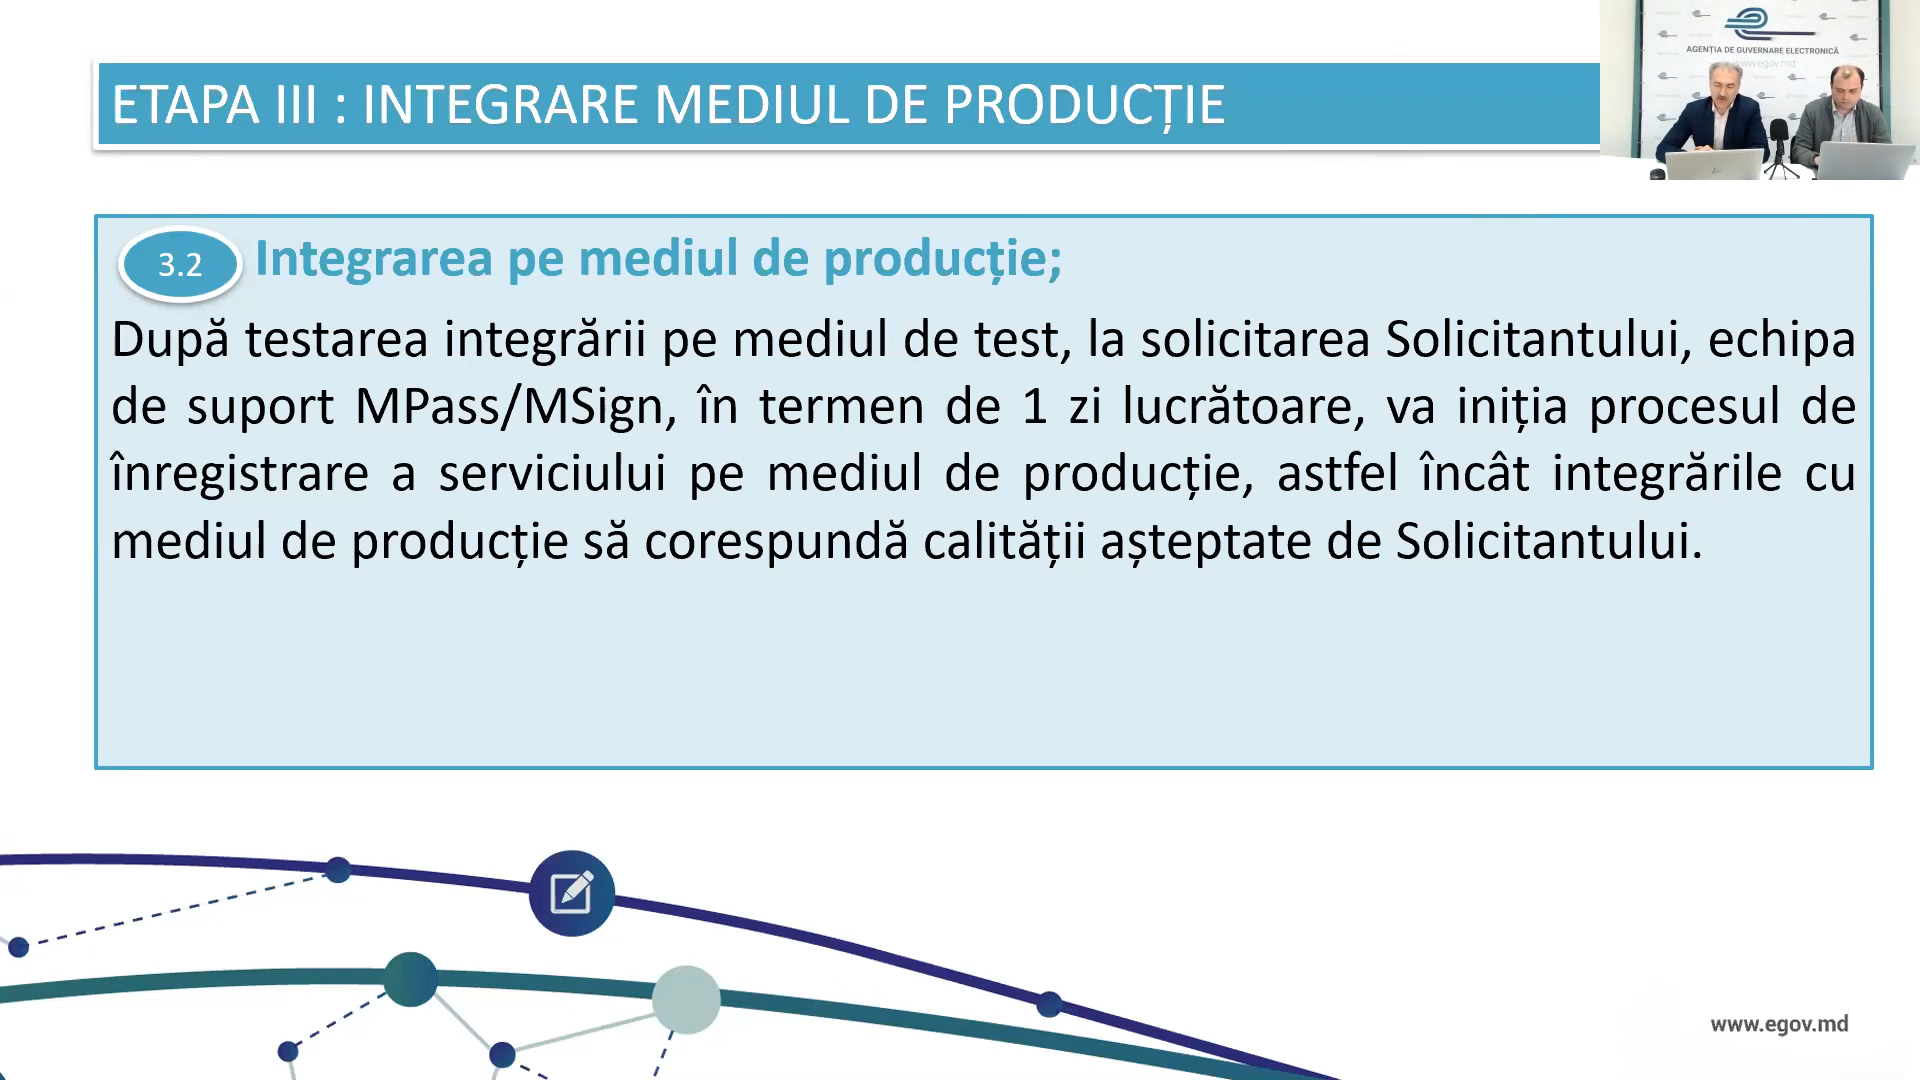 AGENȚIA DE GUVERNARE ELECTRONICĂ
www.egov.md
ETAPA III : INTEGRARE MEDIUL DE PRODUCȚIE
3.2 Integrarea pe mediul de producție;
După testarea integrării pe mediul de test, la solicitarea Solicitantului, echipa
de suport MPass/MSign, în termen de 1 zi lucrătoare, va iniția procesul de
înregistrare a serviciului pe mediul de producție, astfel încât integrările cu
mediul de producție să corespundă calității așteptate de Solicitantului.
www.egov.md